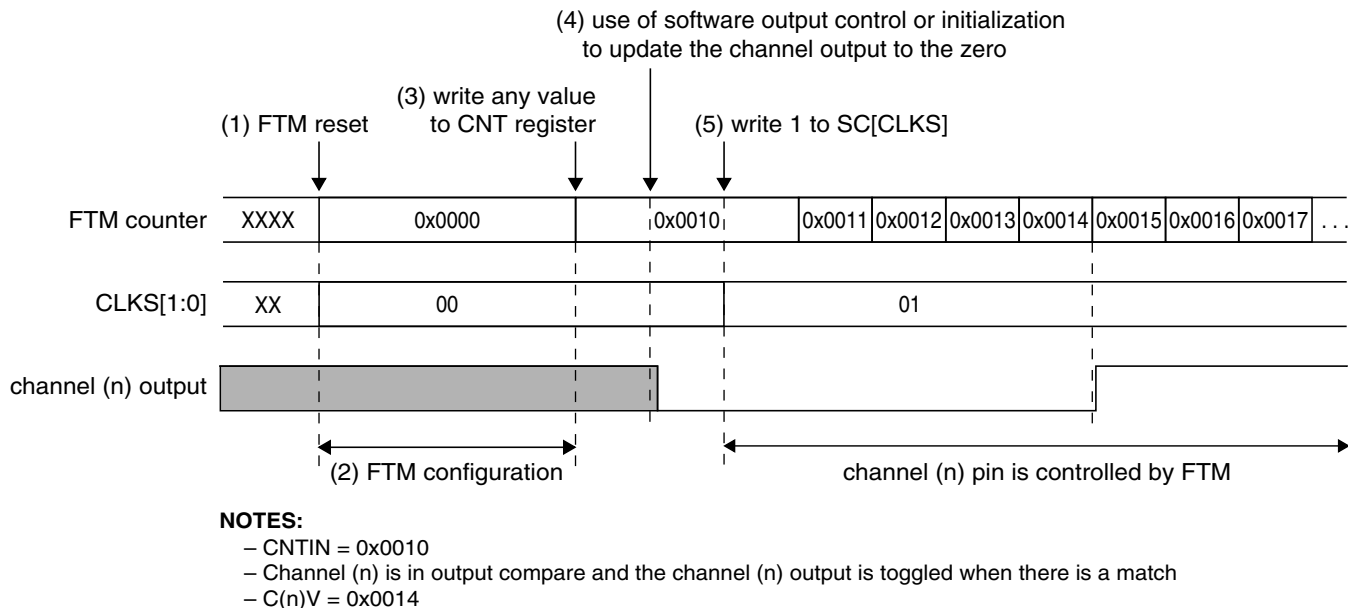 (4) use of software output control or initialization
to update the channel output to the zero
(3) write any value
to CNT register
(1) FTM reset
(5) write 1 to SC[CLKS]
FTM counter XXXX 0x0000 0x0010 0x0011 0x0012 0x0013 0x0014 0x0015 0x0016 0x0017 . . .
CLKS[1:0] XX 00 01
channel (n) output
(2) FTM configuration
channel (n) pin is controlled by FTM
NOTES:
– CNTIN = 0x0010
– Channel (n) is in output compare and the channel (n) output is toggled when there is a match
– C(n)V = 0x0014